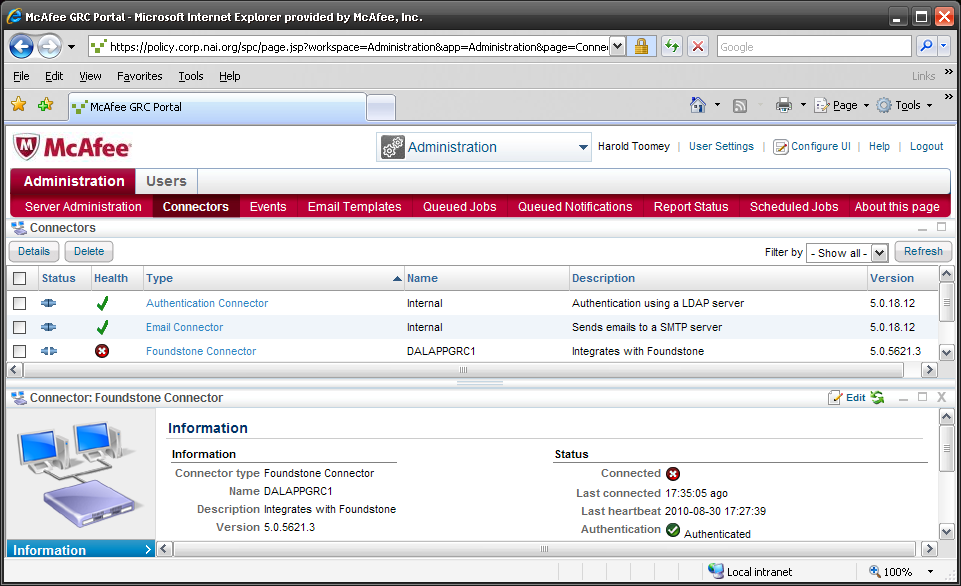 McAfee GRC Portal - Microsoft Internet Explorer provided by McAfee, Inc.
https://policy.corp.nai.org/spc/page.jsp?workspace=Administration&app=Administration&page=Conne
Google
File Edit View Favorites Tools Help Links
McAfee GRC Portal Page Tools
McAfee Administration Harold Toomey User Settings Configure UI Help Logout
Administration Users
Server Administration Connectors Events Email Templates Queued Jobs Queued Notifications Report Status Scheduled Jobs About this page
Connectors
Details Delete Filter by - Show all - Refresh
Status Health Type Name Description Version
Authentication Connector Internal Authentication using a LDAP server 5.0.18.12
Email Connector Internal Sends emails to a SMTP server 5.0.18.12
Foundstone Connector DALAPPGRC1 Integrates with Foundstone 5.0.5621.3
Connector: Foundstone Connector Edit
Information
Information Status
Connector type Foundstone Connector Connected
Name DALAPPGRC1 Last connected 17:35:05 ago
Description Integrates with Foundstone Last heartbeat 2010-08-30 17:27:39
Version 5.0.5621.3 Authentication Authenticated
Information
Local intranet 100%